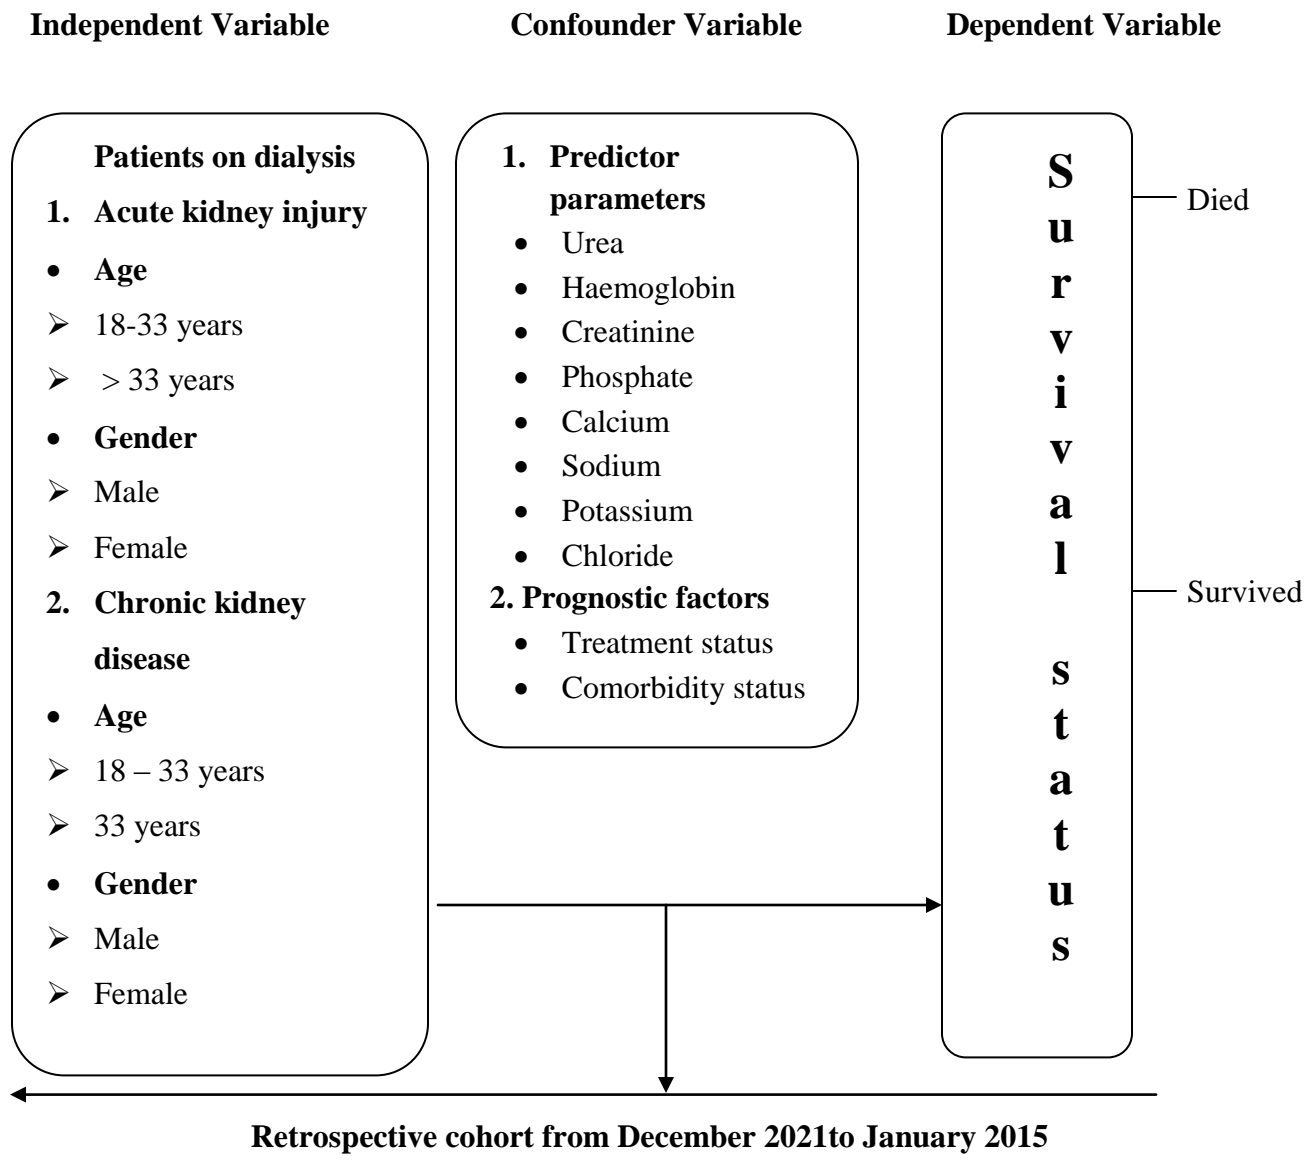 Independent Variable
Confounder Variable
Dependent Variable
Patients on dialysis
1. Acute kidney injury
• Age
➢ 18-33 years
➢ > 33 years
• Gender
➢ Male
➢ Female
2. Chronic kidney
disease
• Age
➢ 18 – 33 years
➢ 33 years
• Gender
➢ Male
➢ Female
1. Predictor
parameters
• Urea
• Haemoglobin
• Creatinine
• Phosphate
• Calcium
• Sodium
• Potassium
• Chloride
2. Prognostic factors
• Treatment status
• Comorbidity status
Survival status
Died
Survived
Retrospective cohort from December 2021to January 2015